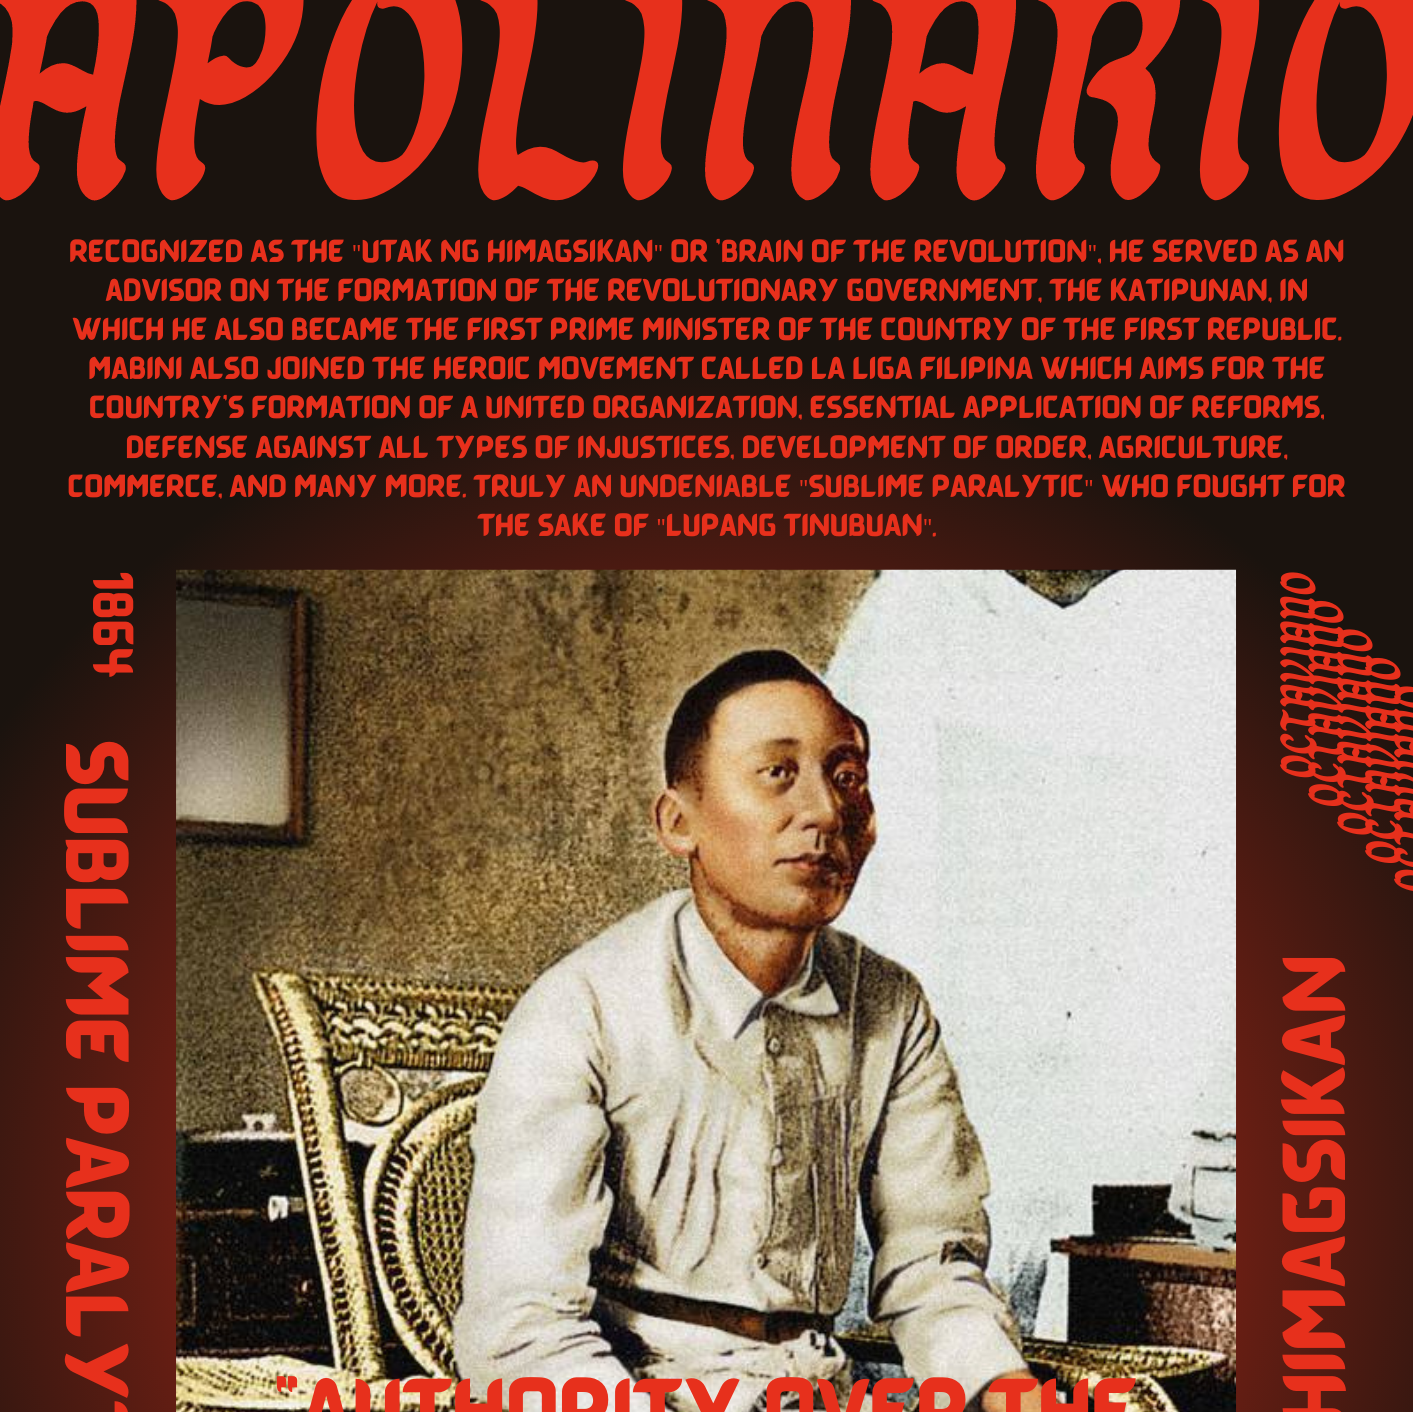 APOLINARIO
RECOGNIZED AS THE "UTAK NG HIMAGSIKAN" OR 'BRAIN OF THE REVOLUTION", HE SERVED AS AN
ADVISOR ON THE FORMATION OF THE REVOLUTIONARY GOVERNMENT, THE KATIPUNAN, IN
WHICH HE ALSO BECAME THE FIRST PRIME MINISTER OF THE COUNTRY OF THE FIRST REPUBLIC.
MABINI ALSO JOINED THE HEROIC MOVEMENT CALLED LA LIGA FILIPINA WHICH AIMS FOR THE
COUNTRY'S FORMATION OF A UNITED ORGANIZATION, ESSENTIAL APPLICATION OF REFORMS,
DEFENSE AGAINST ALL TYPES OF INJUSTICES, DEVELOPMENT OF ORDER, AGRICULTURE,
COMMERCE, AND MANY MORE. TRULY AN UNDENIABLE "SUBLIME PARALYTIC" WHO FOUGHT FOR
THE SAKE OF "LUPANG TINUBUAN".
1864
SUBLIME PARALY
HIMAGSIKAN
"AUTHORITY OVER THE